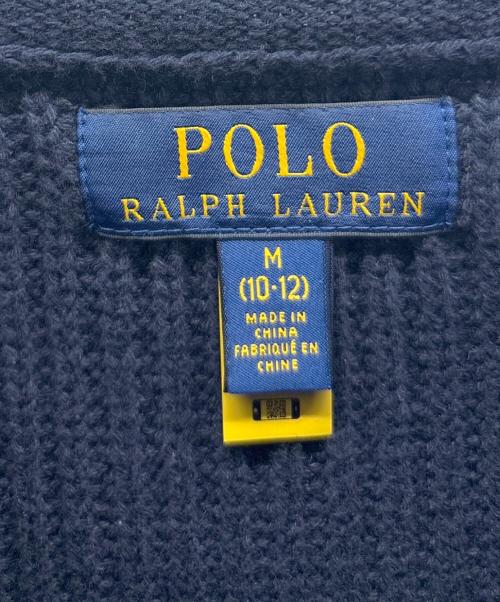 POLO
RALPH LAUREN
M
(10-12)
MADE IN
CHINA
FABRIQUÉ EN
CHINE